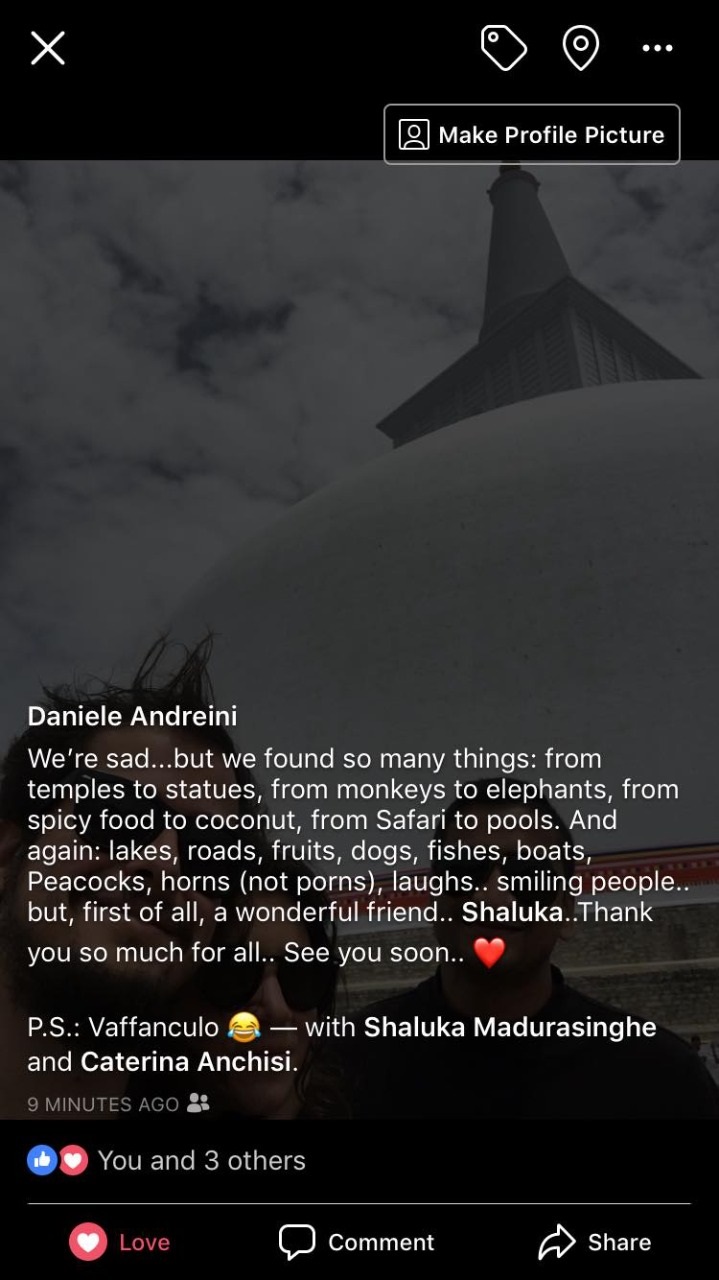 Make Profile Picture
Daniele Andreini
We’re sad...but we found so many things: from
temples to statues, from monkeys to elephants, from
spicy food to coconut, from Safari to pools. And
again: lakes, roads, fruits, dogs, fishes, boats,
Peacocks, horns (not porns), laughs.. smiling people..
but, first of all, a wonderful friend.. Shaluka..Thank
you so much for all.. See you soon.. ❤️
P.S.: Vaffanculo 😂 — with Shaluka Madurasinghe
and Caterina Anchisi.
9 MINUTES AGO
You and 3 others
Love Comment Share